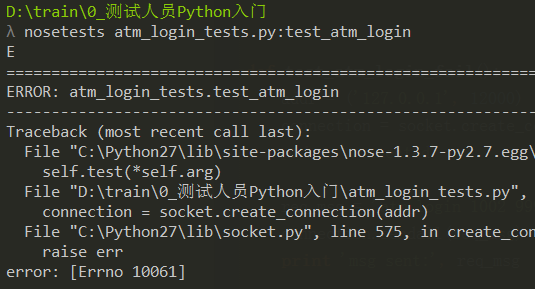 D:\train\0_测试人员Python入门
λ nosetests atm_login_tests.py:test_atm_login
E
======================================================================
ERROR: atm_login_tests.test_atm_login
----------------------------------------------------------------------
Traceback (most recent call last):
  File "C:\Python27\lib\site-packages\nose-1.3.7-py2.7.egg\
    self.test(*self.arg)
  File "D:\train\0_测试人员Python入门\atm_login_tests.py",
    connection = socket.create_connection(addr)
  File "C:\Python27\lib\socket.py", line 575, in create_con
    raise err
error: [Errno 10061]